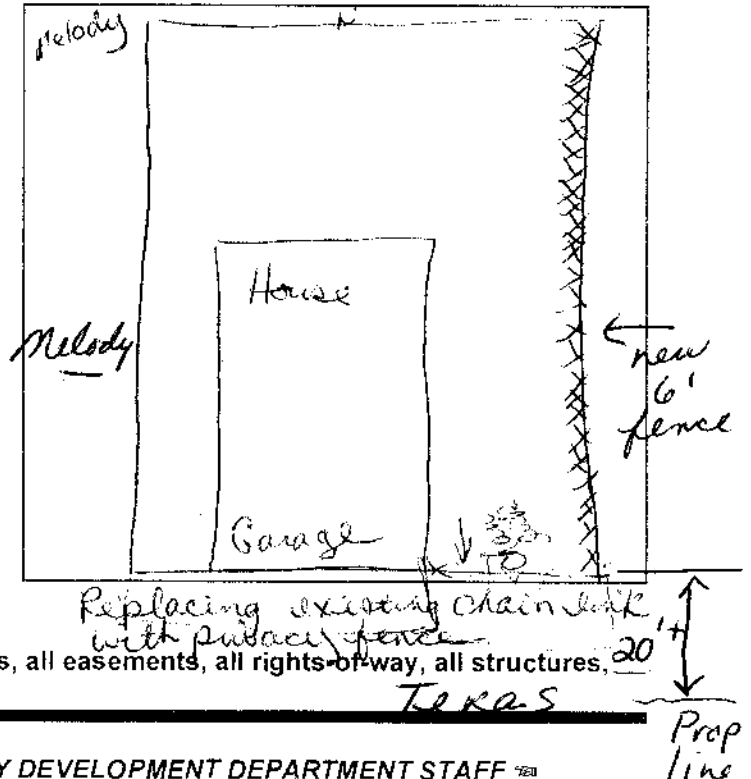 Melody
House
Melody
new
6'
fence
Garage
TO
Replacing existing chain link
with privacy fence
s, all easements, all rights-of-way, all structures,
20'+
Texas
Prop
line
Y DEVELOPMENT DEPARTMENT STAFF